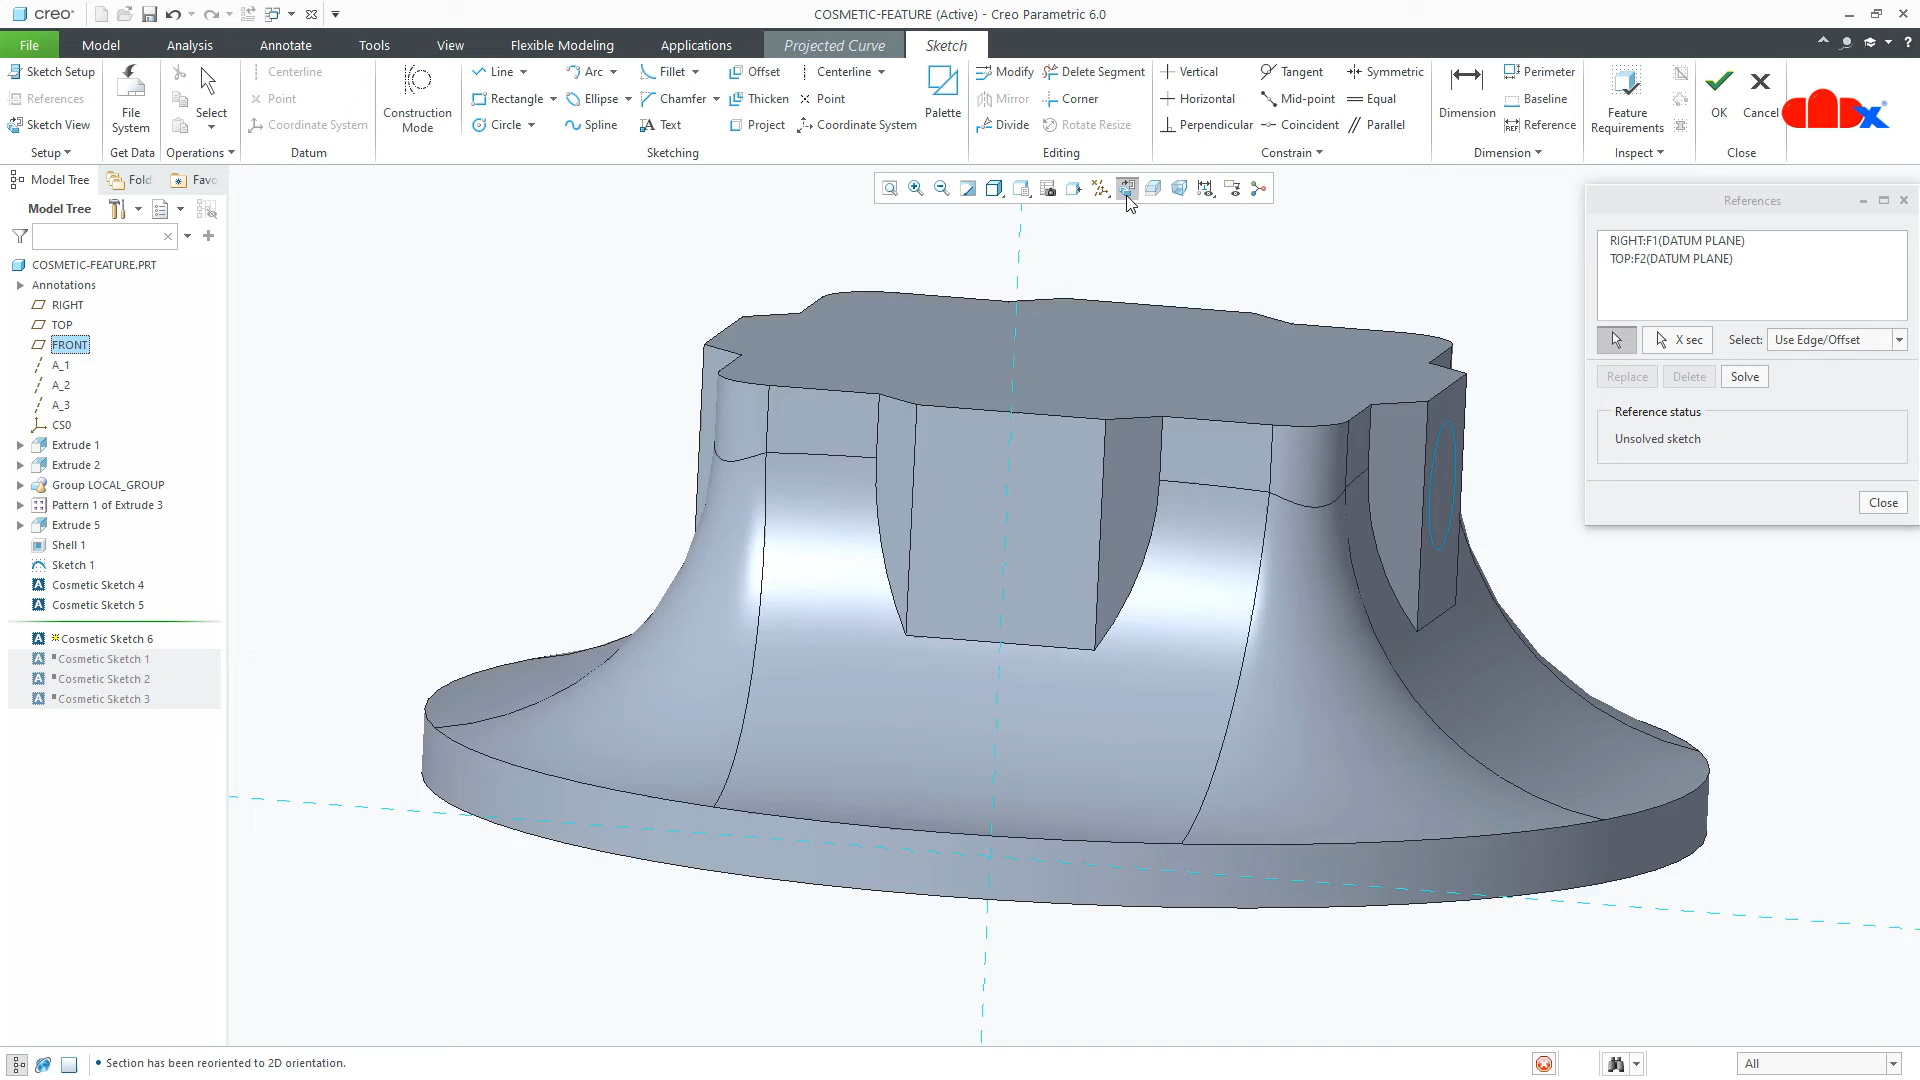 creo°
COSMETIC-FEATURE (Active) - Creo Parametric 6.0
File Model Analysis Annotate Tools View Flexible Modeling Applications Projected Curve Sketch
Sketch Setup
References
Sketch View
Setup
File System
Get Data
Select
Operations
Centerline
Point
Coordinate System
Datum
Construction Mode
Line Arc Fillet Offset Centerline
Rectangle Ellipse Chamfer Thicken Point
Circle Spline Text Project Coordinate System
Palette
Sketching
Modify Delete Segment
Mirror Corner
Divide Rotate Resize
Editing
Vertical Tangent Symmetric
Horizontal Mid-point Equal
Perpendicular Coincident Parallel
Constrain
Dimension
Perimeter
Baseline
REF Reference
Dimension
Feature Requirements
Inspect
OK Cancel
Close
Model Tree Fold Favo
Model Tree
COSMETIC-FEATURE.PRT
Annotations
RIGHT
TOP
FRONT
A_1
A_2
A_3
CS0
Extrude 1
Extrude 2
Group LOCAL_GROUP
Pattern 1 of Extrude 3
Extrude 5
Shell 1
Sketch 1
Cosmetic Sketch 4
Cosmetic Sketch 5
Cosmetic Sketch 6
Cosmetic Sketch 1
Cosmetic Sketch 2
Cosmetic Sketch 3
References
RIGHT:F1(DATUM PLANE)
TOP:F2(DATUM PLANE)
X sec Select: Use Edge/Offset
Replace Delete Solve
Reference status
Unsolved sketch
Close
• Section has been reoriented to 2D orientation.
All